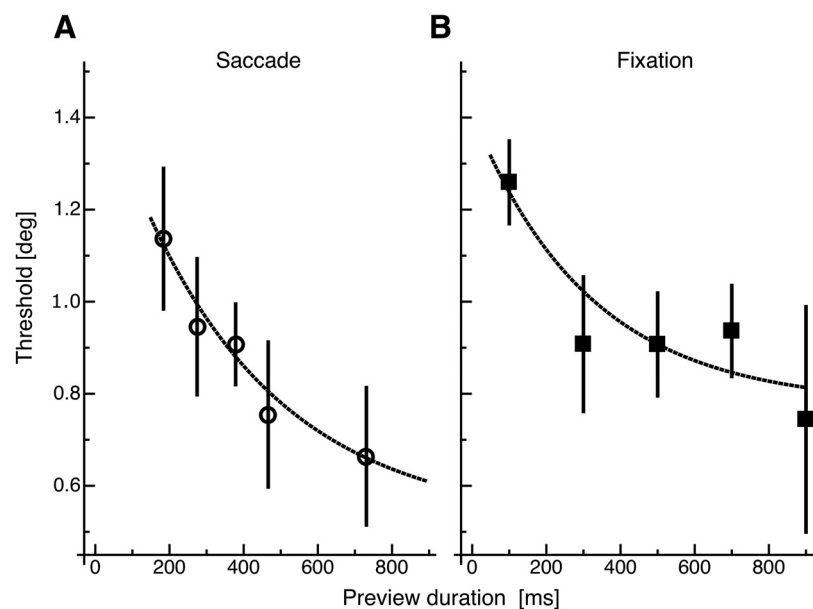 A
B
Saccade
Fixation
1.4
1.2
1.0
0.8
0.6
Threshold [deg]
0 200 400 600 800
0 200 400 600 800
Preview duration [ms]